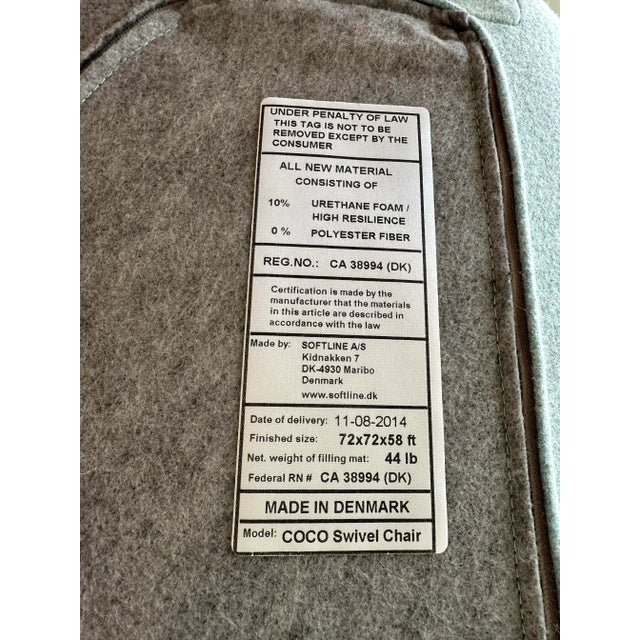 UNDER PENALTY OF LAW
THIS TAG IS NOT TO BE
REMOVED EXCEPT BY THE
CONSUMER
ALL NEW MATERIAL
CONSISTING OF
10% URETHANE FOAM /
HIGH RESILIENCE
0 % POLYESTER FIBER
REG.NO.: CA 38994 (DK)
Certification is made by the
manufacturer that the materials
in this article are described in
accordance with the law
Made by: SOFTLINE A/S
Kidnakken 7
DK-4930 Maribo
Denmark
www.softline.dk
Date of delivery: 11-08-2014
Finished size: 72x72x58 ft
Net. weight of filling mat: 44 lb
Federal RN # CA 38994 (DK)
MADE IN DENMARK
Model: COCO Swivel Chair